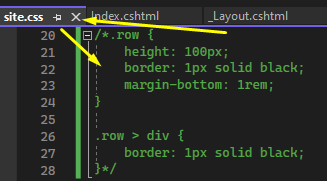 site.css Index.cshtml _Layout.cshtml
20 /*.row {
21 height: 100px;
22 border: 1px solid black;
23 margin-bottom: 1rem;
24 }
25
26 .row > div {
27 border: 1px solid black;
28 }*/